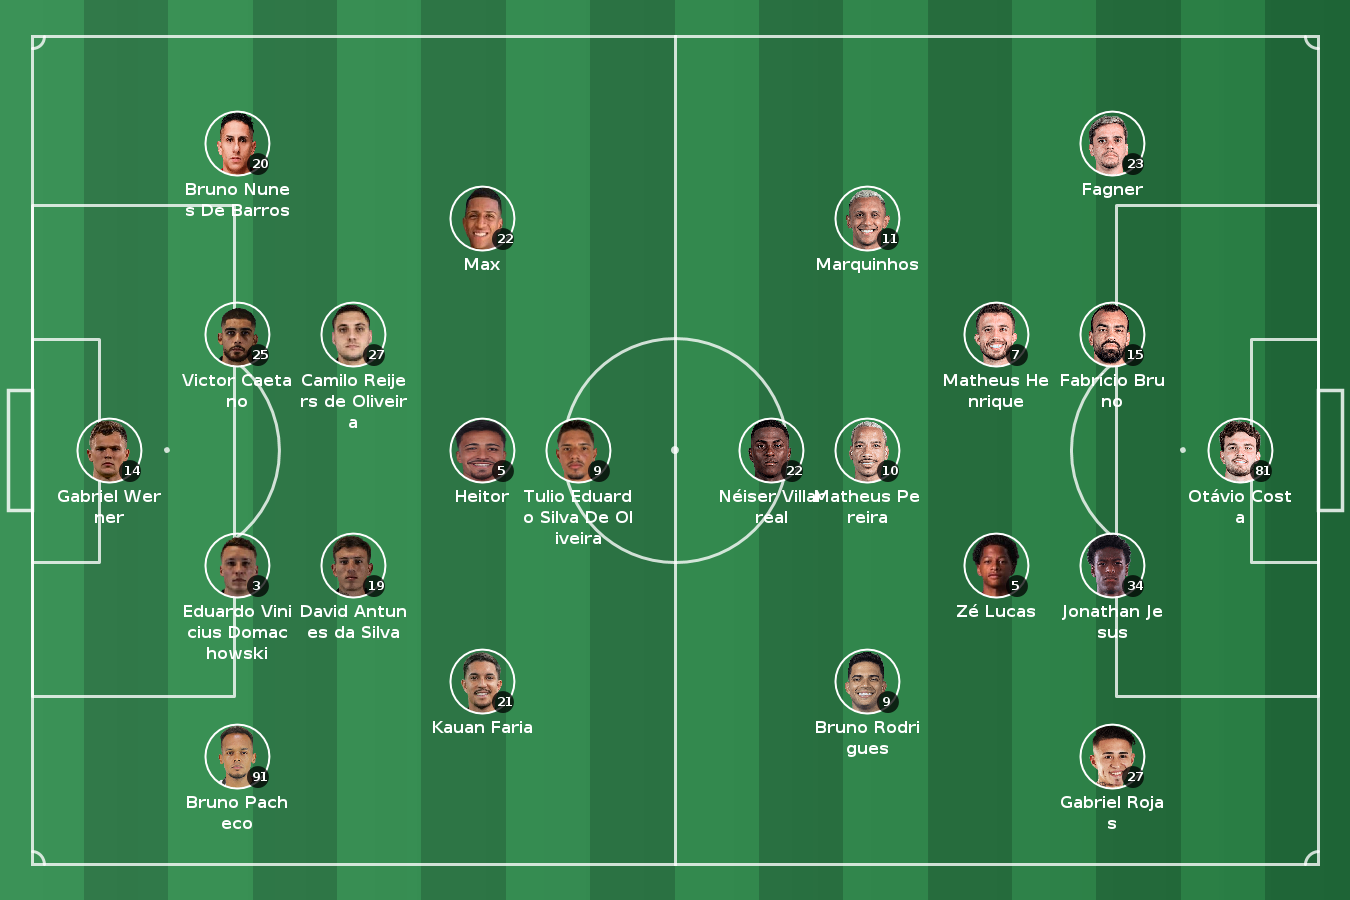 20
Bruno Nune
s De Barros
23
Fagner
22
Max
11
Marquinhos
25
Victor Caeta
no
27
Camilo Reije
rs de Oliveir
a
7
Matheus He
nrique
15
Fabrício Bru
no
14
Gabriel Wer
ner
5
Heitor
9
Tulio Eduard
o Silva De Ol
iveira
22
Néiser Villar
real
10
Matheus Pe
reira
81
Otávio Cost
a
3
Eduardo Vini
cius Domac
howski
19
David Antun
es da Silva
5
Zé Lucas
34
Jonathan Je
sus
21
Kauan Faria
9
Bruno Rodri
gues
91
Bruno Pach
eco
27
Gabriel Roja
s